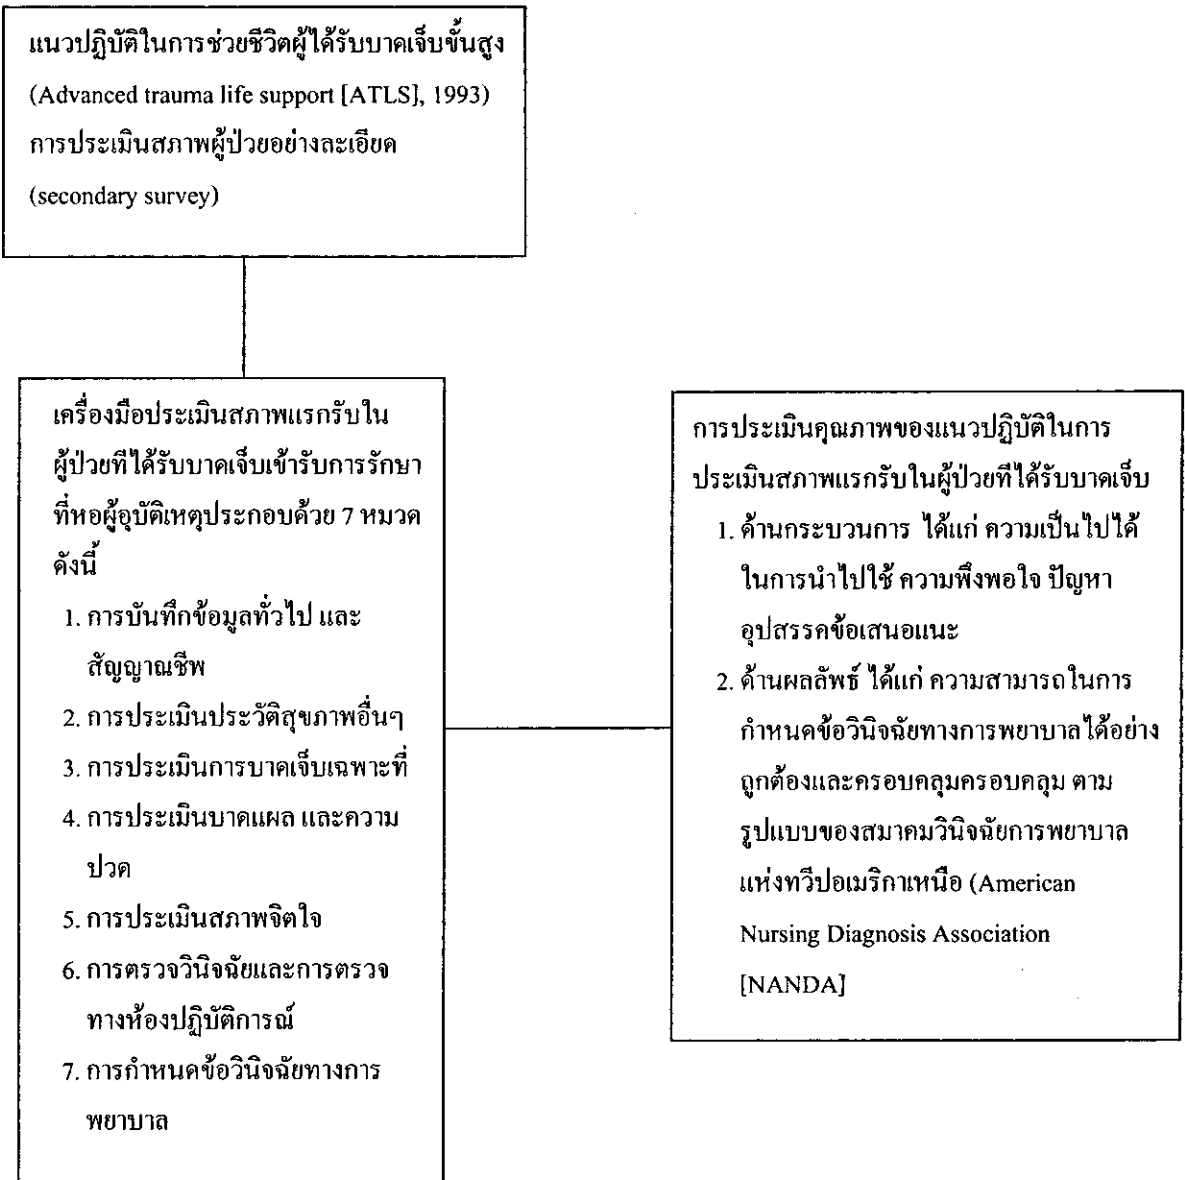 แนวปฏิบัติในการช่วยชีวิตผู้ได้รับบาดเจ็บขั้นสูง
(Advanced trauma life support [ATLS], 1993)
การประเมินสภาพผู้ป่วยอย่างละเอียด
(secondary survey)
เครื่องมือประเมินสภาพแรกรับใน
ผู้ป่วยที่ได้รับบาดเจ็บเข้ารับการรักษา
ที่หอผู้อุบัติเหตุประกอบด้วย 7 หมวด
ดังนี้
1. การบันทึกข้อมูลทั่วไป และ
สัญญาณชีพ
2. การประเมินประวัติสุขภาพอื่นๆ
3. การประเมินการบาดเจ็บเฉพาะที่
4. การประเมินบาดแผล และความ
ปวด
5. การประเมินสภาพจิตใจ
6. การตรวจวินิจฉัยและการตรวจ
ทางห้องปฏิบัติการณ์
7. การกำหนดข้อวินิจฉัยทางการ
พยาบาล
การประเมินคุณภาพของแนวปฏิบัติในการ
ประเมินสภาพแรกรับในผู้ป่วยที่ได้รับบาดเจ็บ
1. ด้านกระบวนการ ได้แก่ ความเป็นไปได้
ในการนำไปใช้ ความพึงพอใจ ปัญหา
อุปสรรคข้อเสนอแนะ
2. ด้านผลลัพธ์ ได้แก่ ความสามารถในการ
กำหนดข้อวินิจฉัยทางการพยาบาลได้อย่าง
ถูกต้องและครอบคลุมครอบคลุม ตาม
รูปแบบของสมาคมวินิจฉัยการพยาบาล
แห่งทวีปอเมริกาเหนือ (American
Nursing Diagnosis Association
[NANDA]